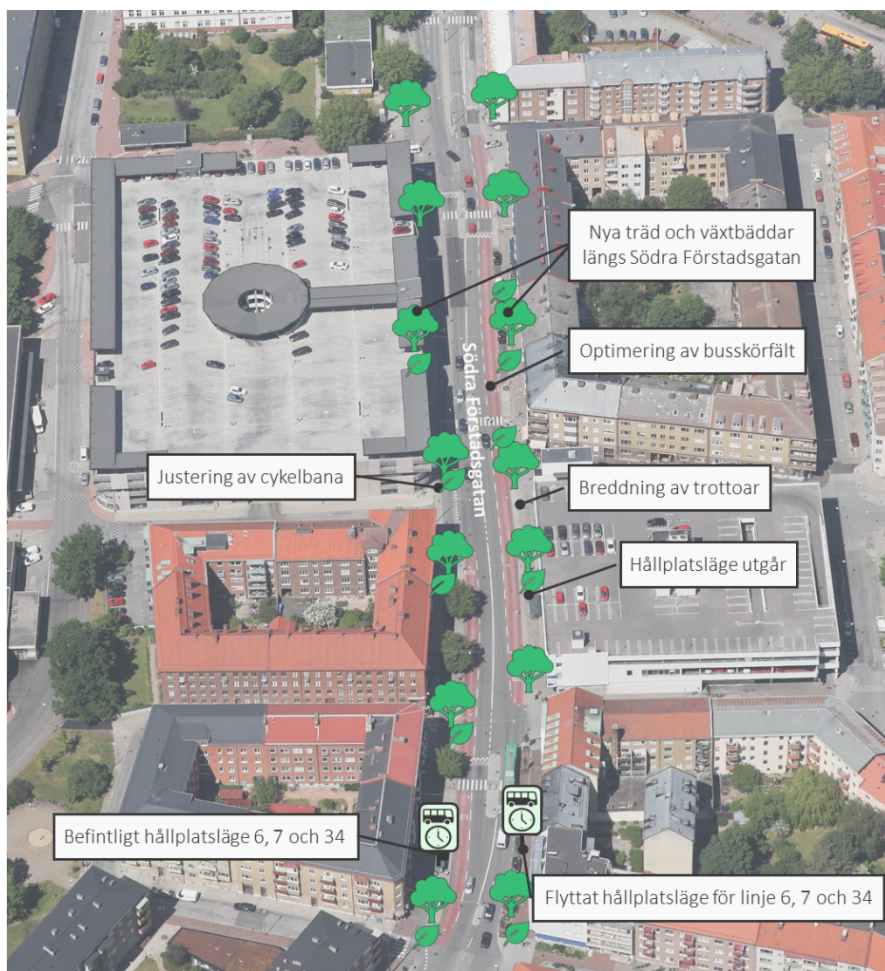 Nya träd och växtbäddar
längs Södra Förstadsgatan
Optimering av busskörfält
Södra Förstadsgatan
Justering av cykelbana
Breddning av trottoar
Hållplatsläge utgår
Befintligt hållplatsläge 6, 7 och 34
Flyttat hållplatsläge för linje 6, 7 och 34